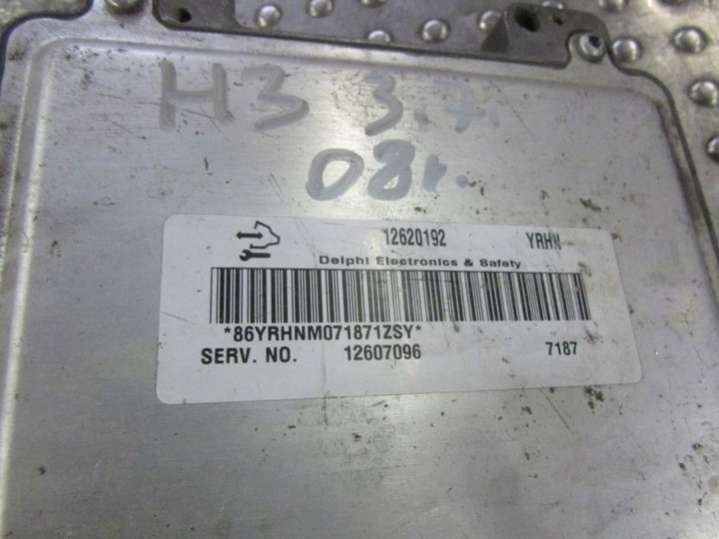 H3 3.7.
08г.
12620192 YRHN
Delphi Electronics & Safety
*86YRHNM071871ZSY*
SERV. NO. 12607096 7187